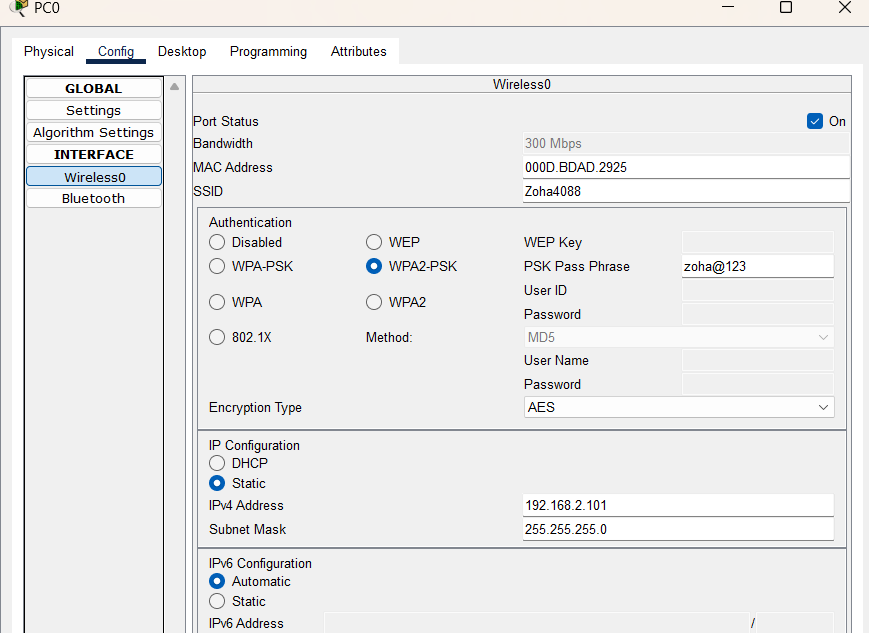 PC0
Physical Config Desktop Programming Attributes
GLOBAL
Settings
Algorithm Settings
INTERFACE
Wireless0
Bluetooth
Wireless0
Port Status On
Bandwidth 300 Mbps
MAC Address 000D.BDAD.2925
SSID Zoha4088
Authentication
Disabled WEP WEP Key
WPA-PSK WPA2-PSK PSK Pass Phrase zoha@123
User ID
WPA WPA2
Password
802.1X Method: MD5
User Name
Password
Encryption Type AES
IP Configuration
DHCP
Static
IPv4 Address 192.168.2.101
Subnet Mask 255.255.255.0
IPv6 Configuration
Automatic
Static
IPv6 Address /